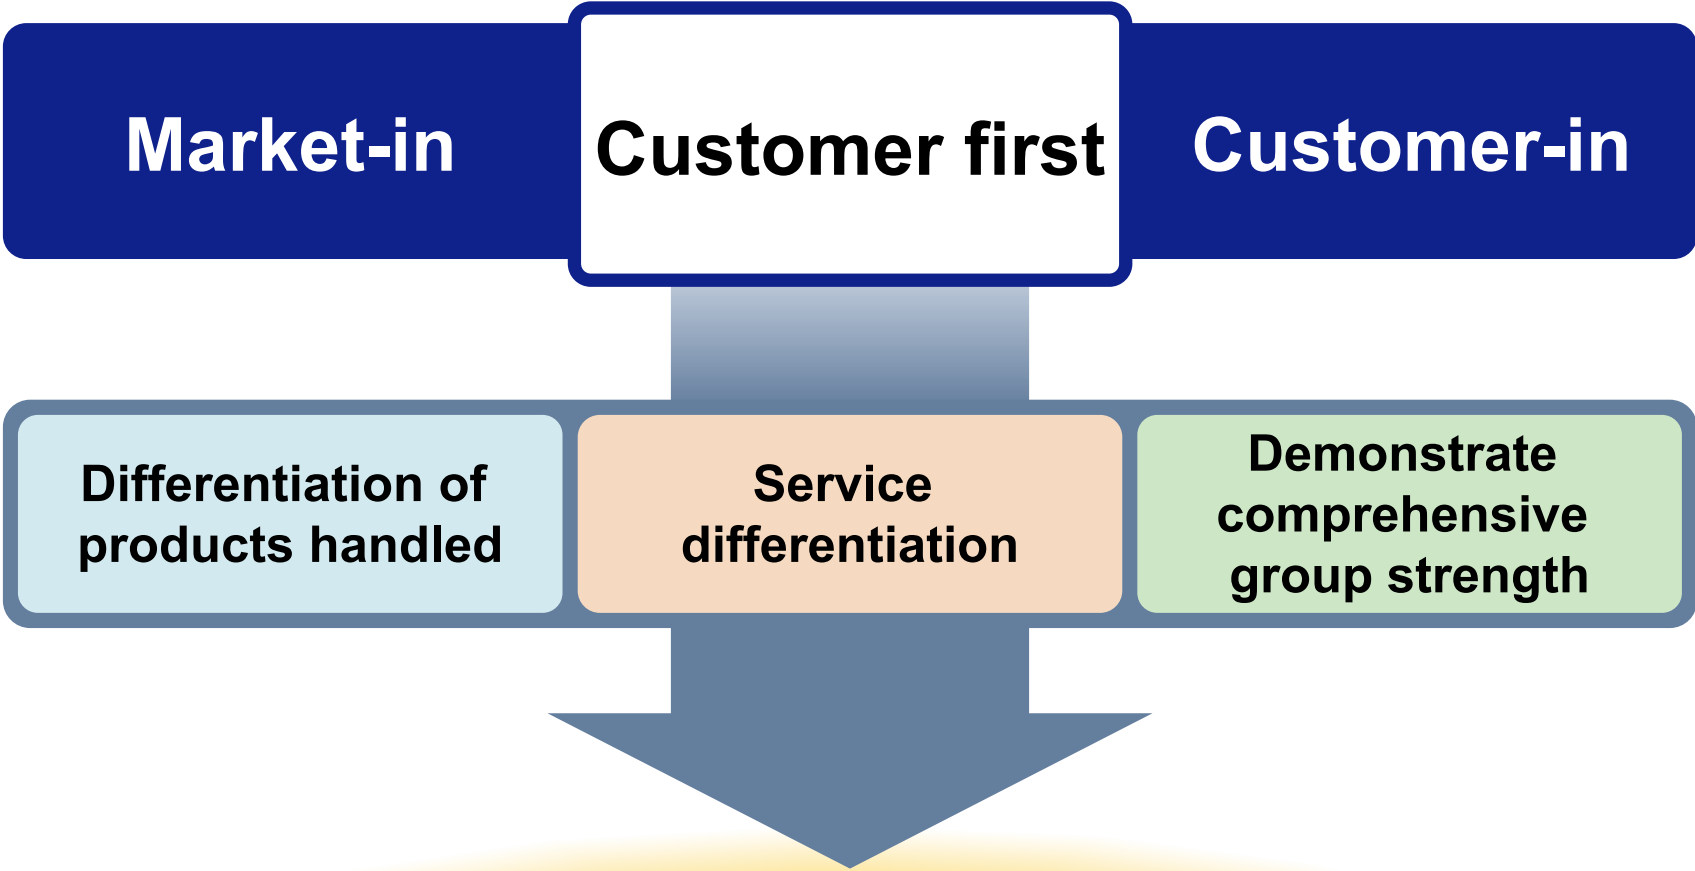 Market-in
Customer first
Customer-in
Differentiation of
products handled
Service
differentiation
Demonstrate
comprehensive
group strength